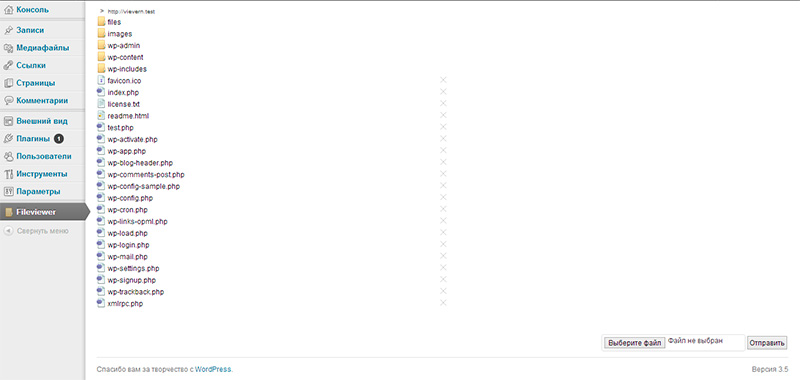 Консоль
Записи
Медиафайлы
Ссылки
Страницы
Комментарии
Внешний вид
Плагины 1
Пользователи
Инструменты
Параметры
Fileviewer
Свернуть меню
> http://vievern.test
files
images
wp-admin
wp-content
wp-includes
favicon.ico
index.php
license.txt
readme.html
test.php
wp-activate.php
wp-app.php
wp-blog-header.php
wp-comments-post.php
wp-config-sample.php
wp-config.php
wp-cron.php
wp-links-opml.php
wp-load.php
wp-login.php
wp-mail.php
wp-settings.php
wp-signup.php
wp-trackback.php
xmlrpc.php
Выберите файл Файл не выбран Отправить
Спасибо вам за творчество с WordPress. Версия 3.5